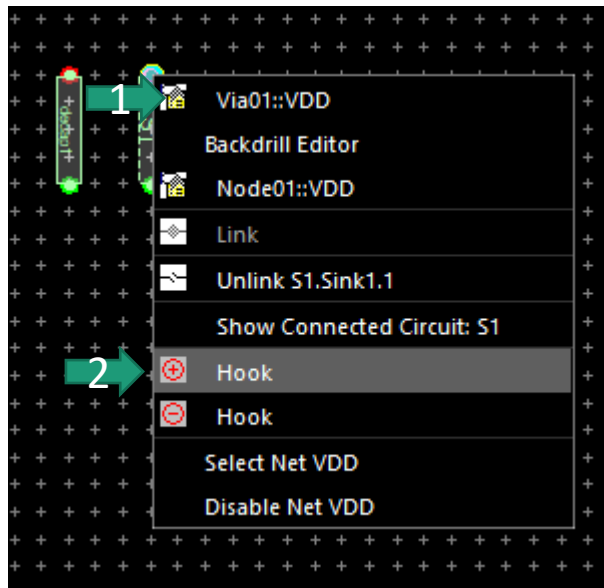 1
Via01::VDD
Backdrill Editor
Node01::VDD
Link
Unlink S1.Sink1.1
Show Connected Circuit: S1
2
Hook
Hook
Select Net VDD
Disable Net VDD